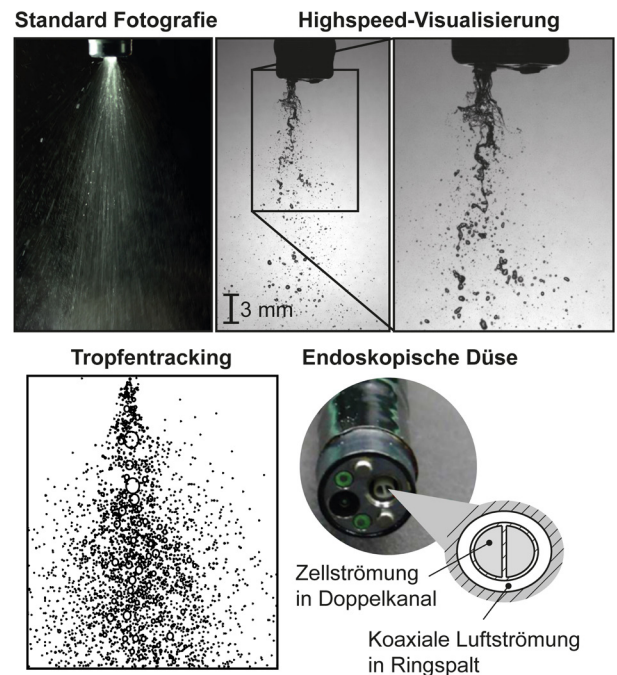 Standard Fotografie
Highspeed-Visualisierung
3 mm
Tropfentracking
Endoskopische Düse
Zellströmung
in Doppelkanal
Koaxiale Luftströmung
in Ringspalt